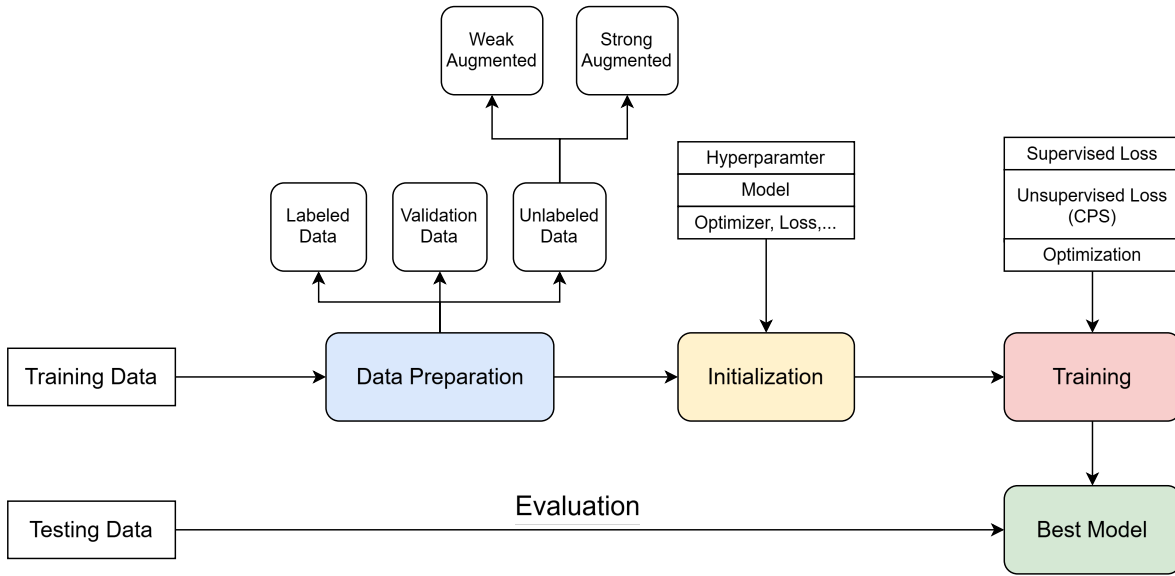 Weak
Augmented
Strong
Augmented
Labeled
Data
Validation
Data
Unlabeled
Data
Hyperparamter
Model
Optimizer, Loss,...
Supervised Loss
Unsupervised Loss
(CPS)
Optimization
Training Data
Data Preparation
Initialization
Training
Testing Data
Evaluation
Best Model